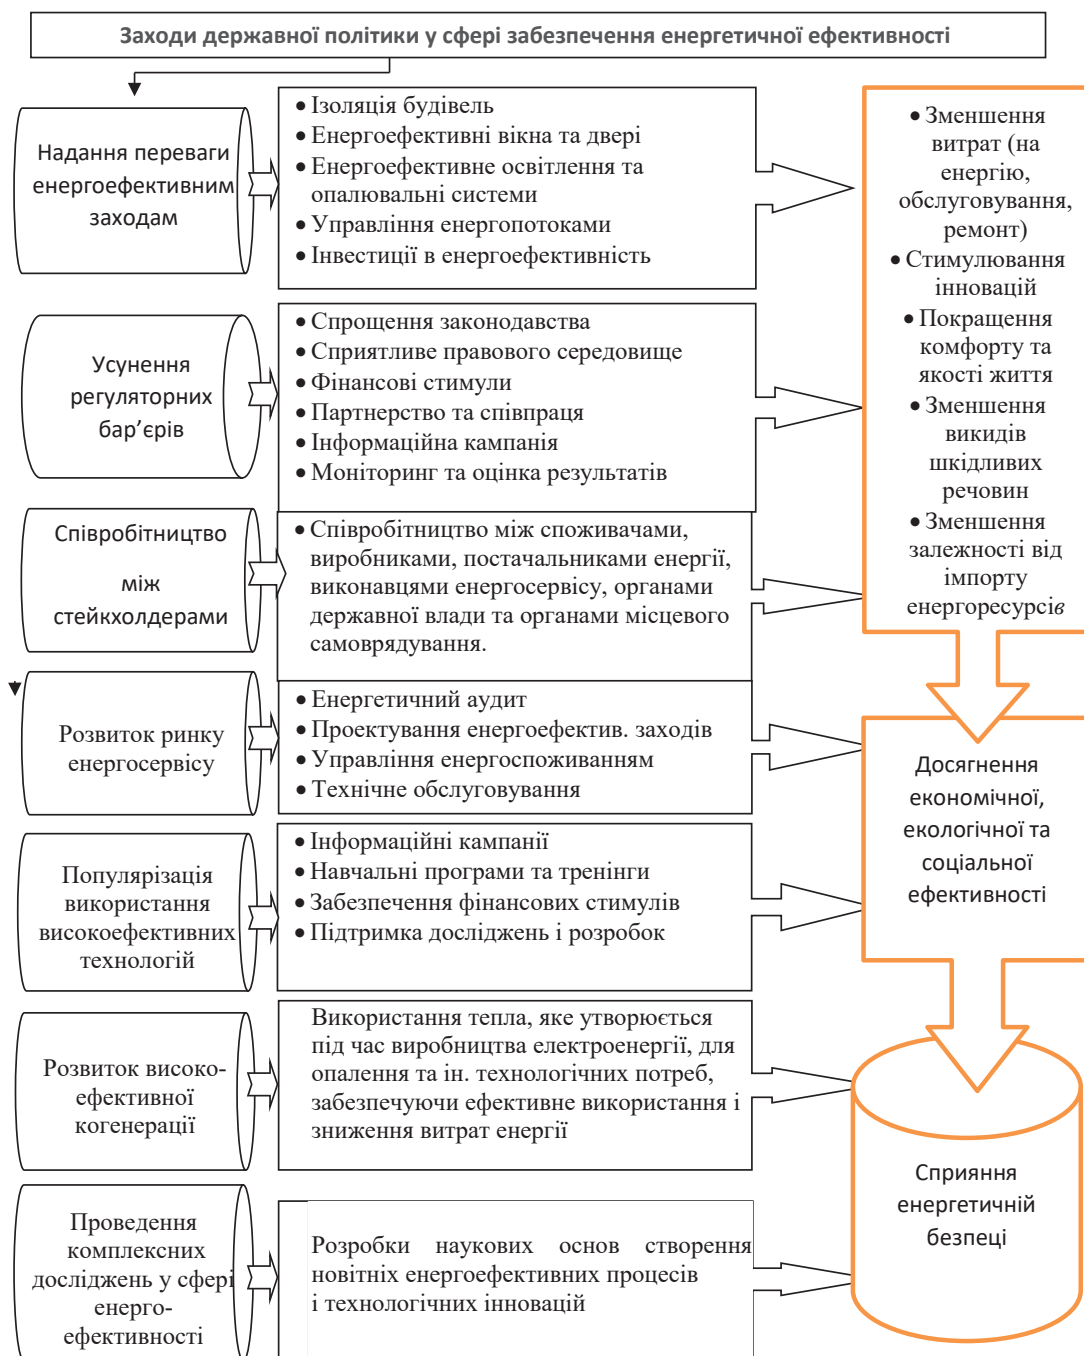 Заходи державної політики у сфері забезпечення енергетичної ефективності
Надання переваги
енергоефективним
заходам
• Ізоляція будівель
• Енергоефективні вікна та двері
• Енергоефективне освітлення та
опалювальні системи
• Управління енергопотоками
• Інвестиції в енергоефективність
Усунення
регуляторних
бар’єрів
• Спрощення законодавства
• Сприятливе правового середовище
• Фінансові стимули
• Партнерство та співпраця
• Інформаційна кампанія
• Моніторинг та оцінка результатів
Співробітництво
між
стейкхолдерами
• Співробітництво між споживачами,
виробниками, постачальниками енергії,
виконавцями енергосервісу, органами
державної влади та органами місцевого
самоврядування.
Розвиток ринку
енергосервісу
• Енергетичний аудит
• Проектування енергоефектив. заходів
• Управління енергоспоживанням
• Технічне обслуговування
Популярізація
використання
високоефективних
технологій
• Інформаційні кампанії
• Навчальні програми та тренінги
• Забезпечення фінансових стимулів
• Підтримка досліджень і розробок
Розвиток високо-
ефективної
когенерації
Використання тепла, яке утворюється
під час виробництва електроенергії, для
опалення та ін. технологічних потреб,
забезпечуючи ефективне використання і
зниження витрат енергії
Проведення
комплексних
досліджень у сфері
енерго-
ефективності
Розробки наукових основ створення
новітніх енергоефективних процесів
і технологічних інновацій
• Зменшення
витрат (на
енергію,
обслуговування,
ремонт)
• Стимулювання
інновацій
• Покращення
комфорту та
якості життя
• Зменшення
викидів
шкідливих
речовин
• Зменшення
залежності від
імпорту
енергоресурсів
Досягнення
економічної,
екологічної та
соціальної
ефективності
Сприяння
енергетичній
безпеці